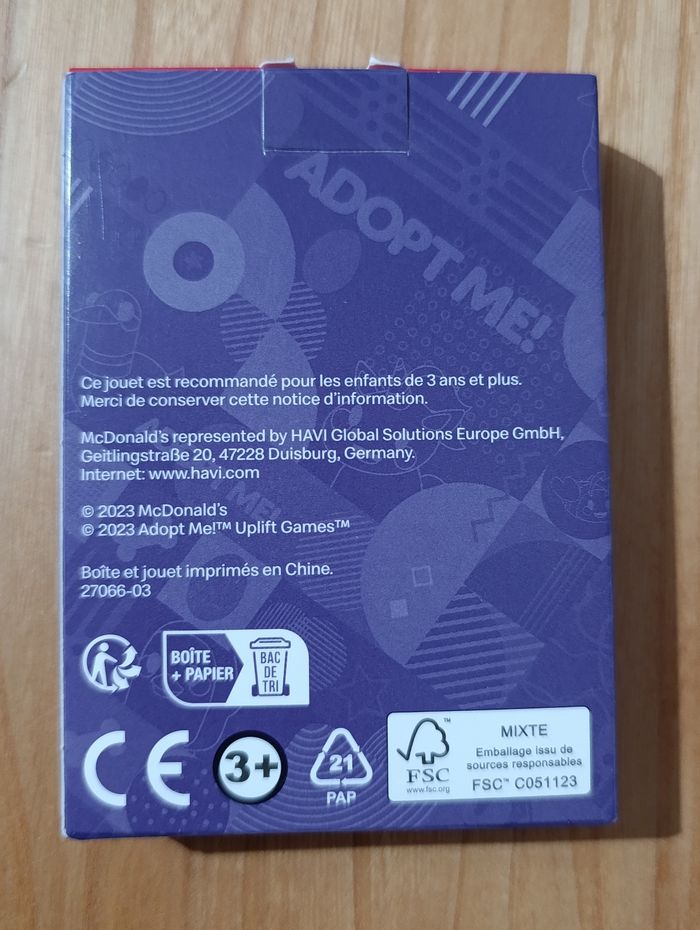 ADOPT ME!
Ce jouet est recommandé pour les enfants de 3 ans et plus.
Merci de conserver cette notice d'information.
McDonald's represented by HAVI Global Solutions Europe GmbH,
Geitlingstraße 20, 47228 Duisburg, Germany.
Internet: www.havi.com
ME!
© 2023 McDonald's
© 2023 Adopt Me!™ Uplift Games™
Boîte et jouet imprimés en Chine.
27066-03
BOÎTE
+ PAPIER
BAC
DE
TRI
CE
3+
21
PAP
FSC
www.fsc.org
MIXTE
Emballage issu de
sources responsables
FSC™ C051123